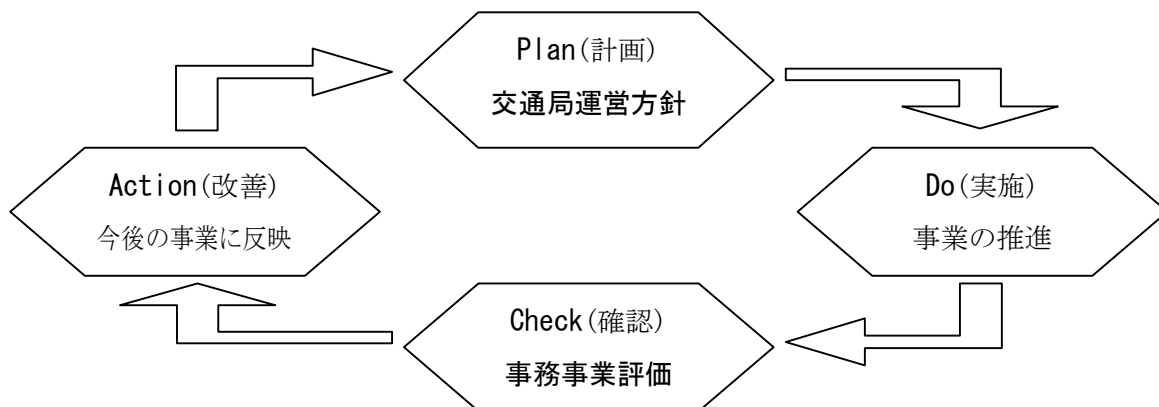 Plan(計画)
交通局運営方針
Action(改善)
今後の事業に反映
Do(実施)
事業の推進
Check(確認)
事務事業評価